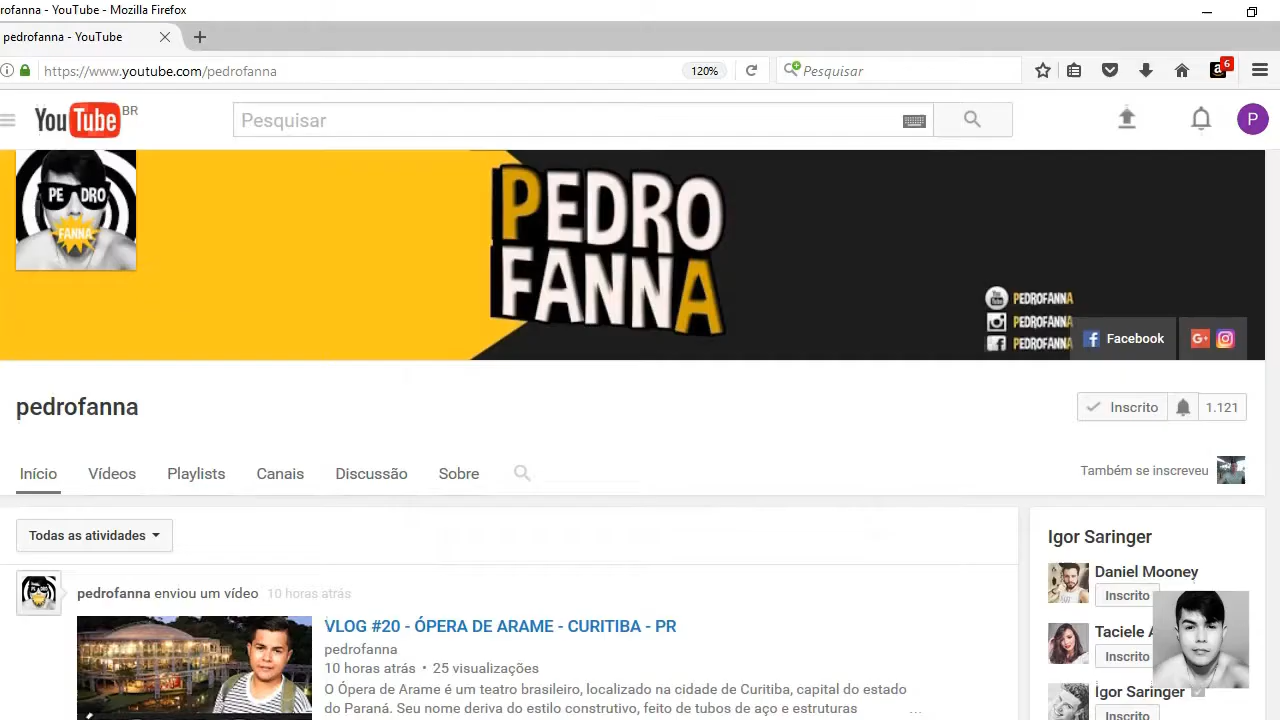 rofanna - YouTube - Mozilla Firefox
pedrofanna - YouTube
https://www.youtube.com/pedrofanna
120%
Pesquisar
6
YouTube BR
Pesquisar
P
PEDRO
FANNA
PEDRO
FANNA
You Tube PEDROFANNA
PEDROFANNA
PEDROFANNA
Facebook
G+
pedrofanna
Inscrito
1.121
Início
Vídeos
Playlists
Canais
Discussão
Sobre
Também se inscreveu
Todas as atividades
Igor Saringer
Daniel Mooney
Inscrito
Taciele A
Inscrito
Igor Saringer
Inscrito
pedrofanna enviou um vídeo 10 horas atrás
VLOG #20 - ÓPERA DE ARAME - CURITIBA - PR
pedrofanna
10 horas atrás • 25 visualizações
O Ópera de Arame é um teatro brasileiro, localizado na cidade de Curitiba, capital do estado
do Paraná. Seu nome deriva do estilo construtivo, feito de tubos de aço e estruturas ...